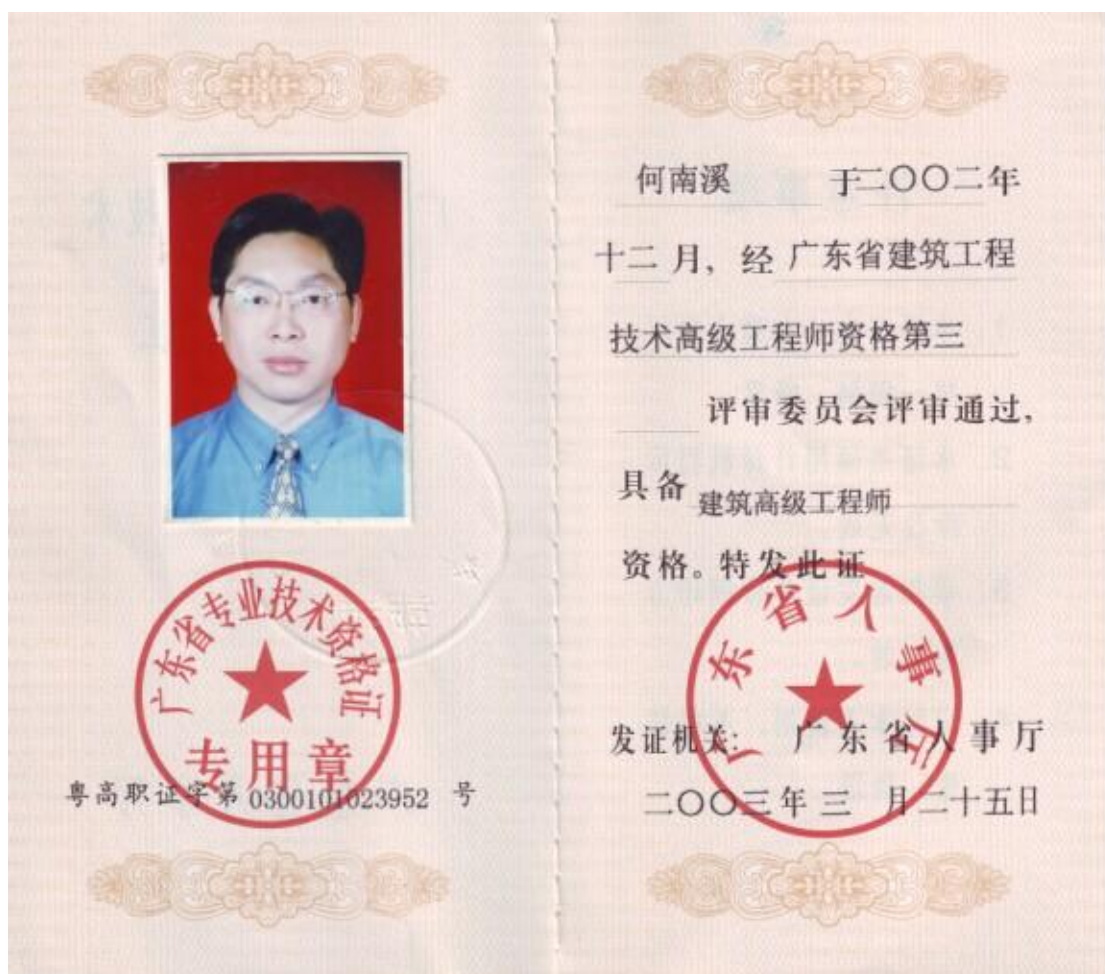 广东省专业技术资格证
专用章
粤高职证字第 0300101023952 号
何南溪 于二〇〇二年
十二月，经广东省建筑工程
技术高级工程师资格第三
评审委员会评审通过，
具备 建筑高级工程师
资格。特发此证
广东省人事厅
发证机关：广东省人事厅
二〇〇三年三月二十五日